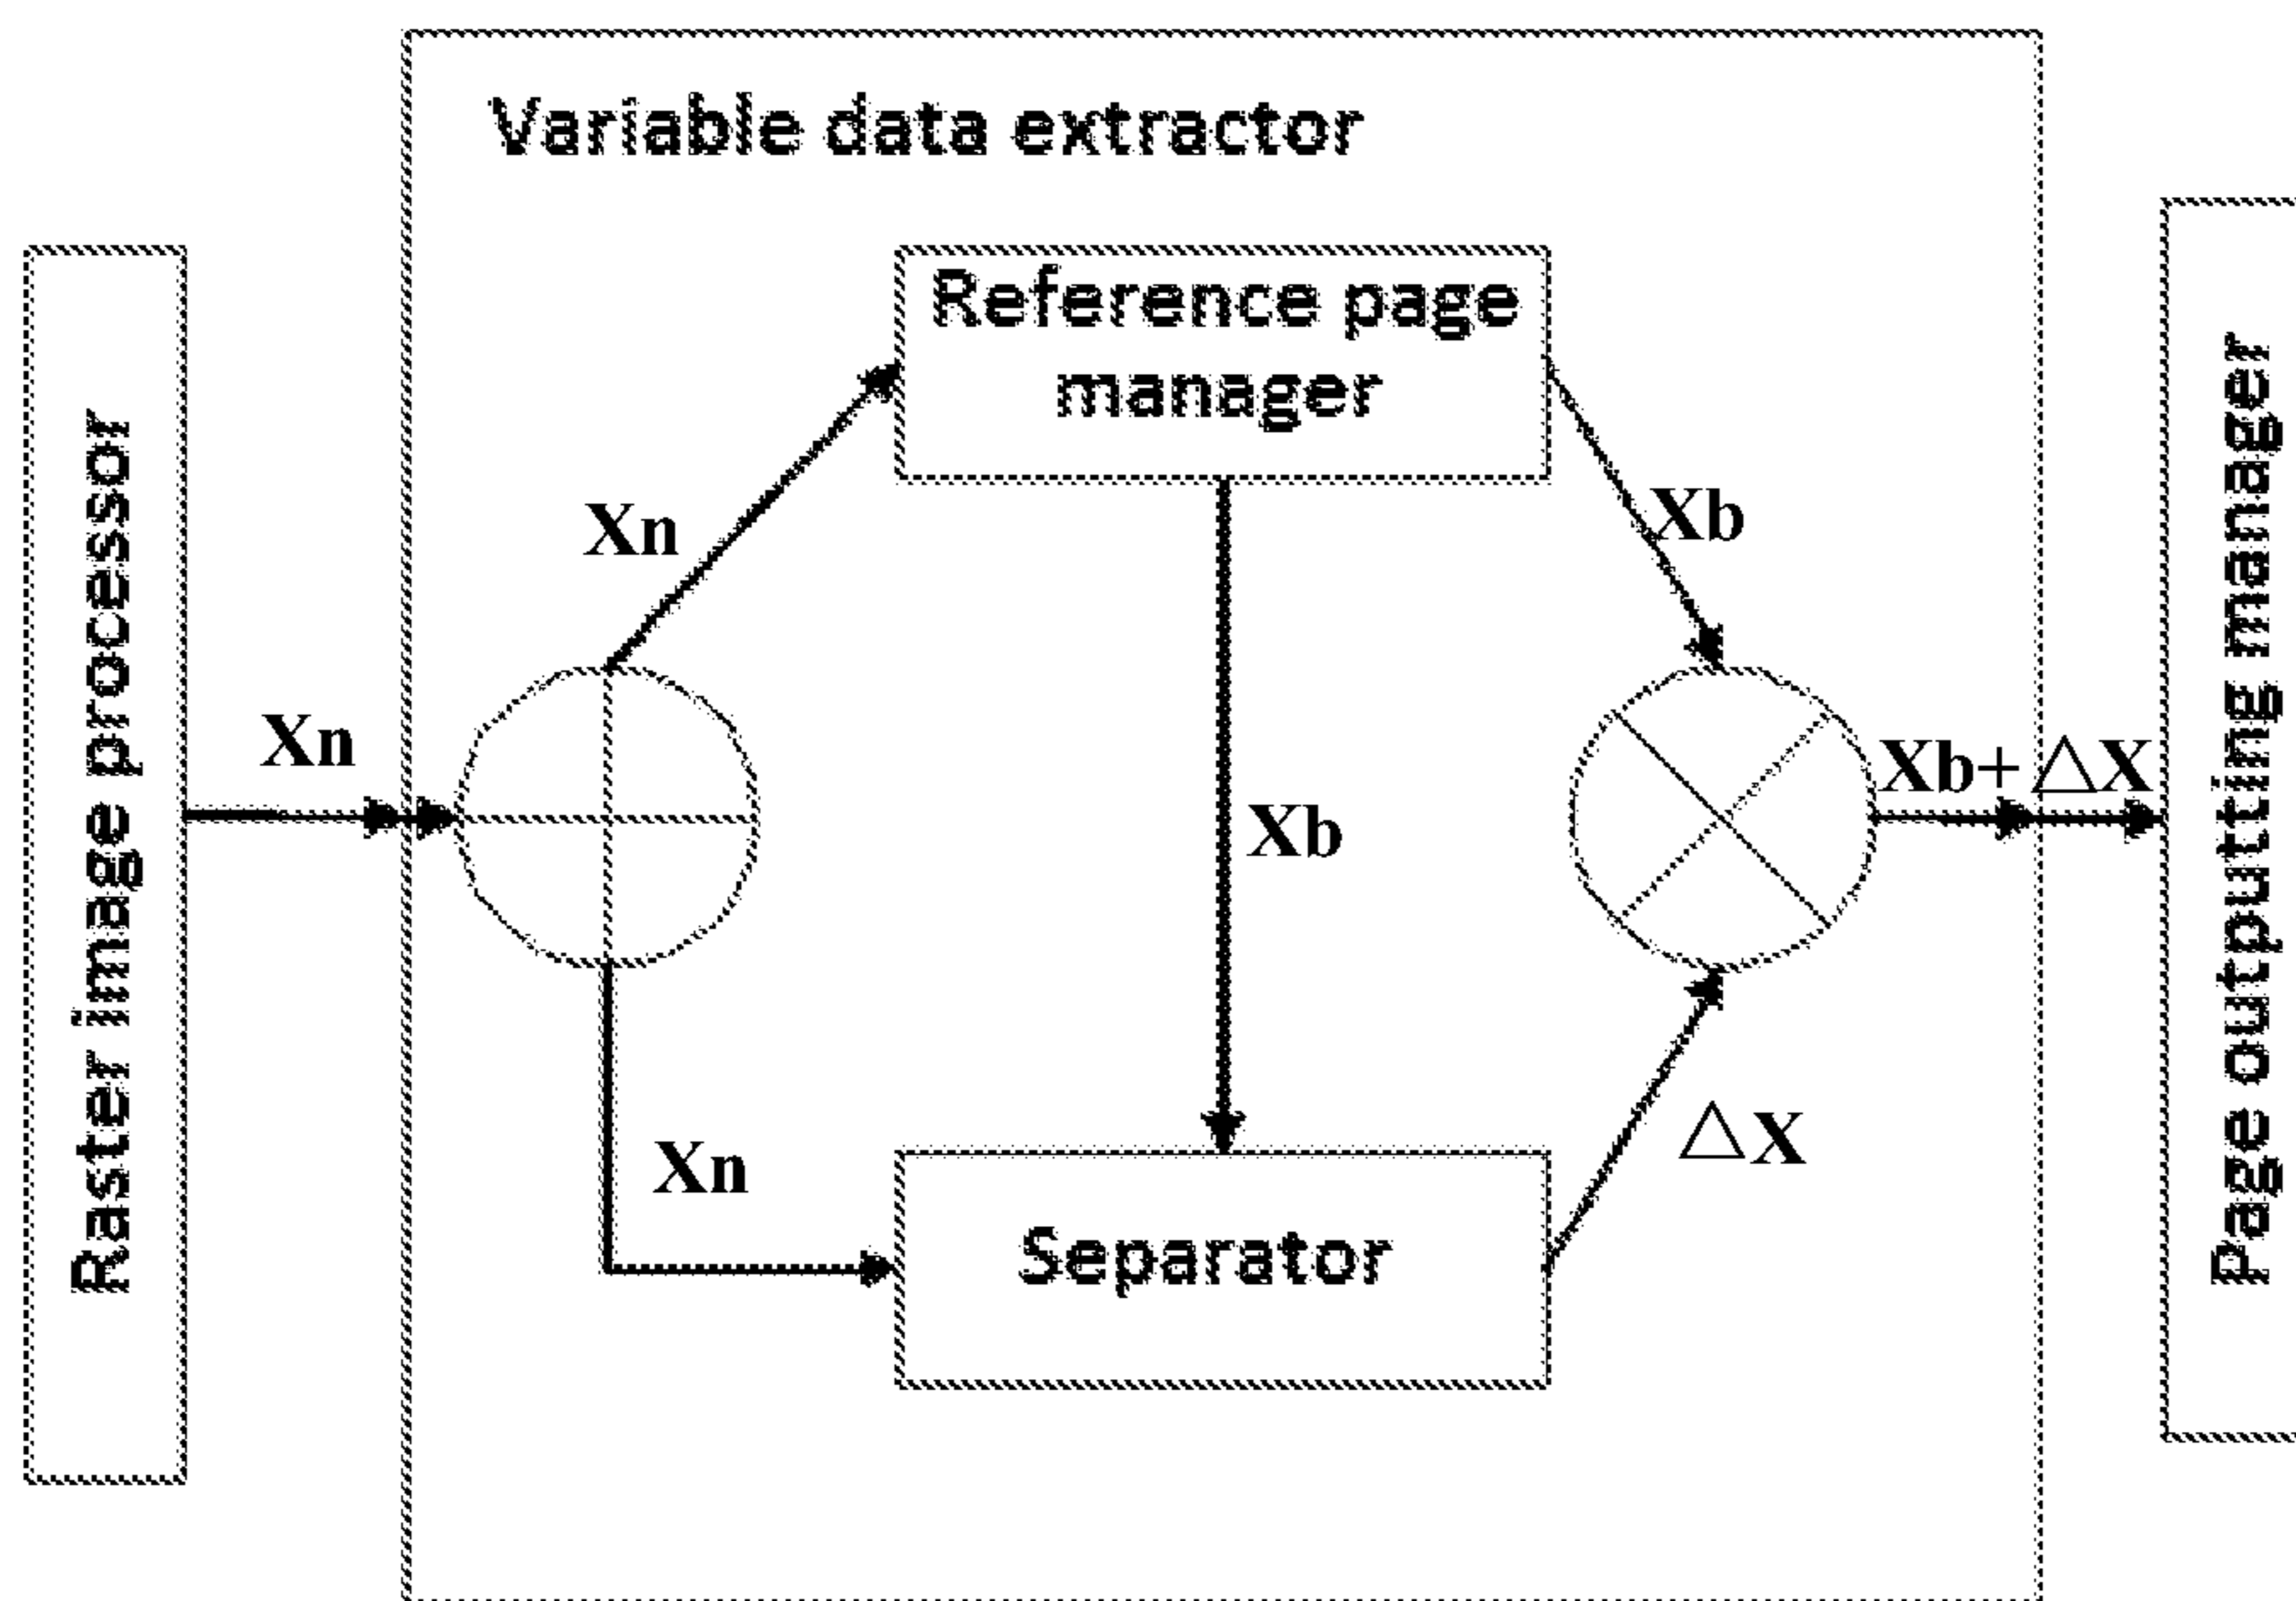 Variable data extractor
Raster image processor
Xn
Xn
Reference page
manager
Xb
Xb
Xn
Separator
△X
Xb+△X
Page outputting manager